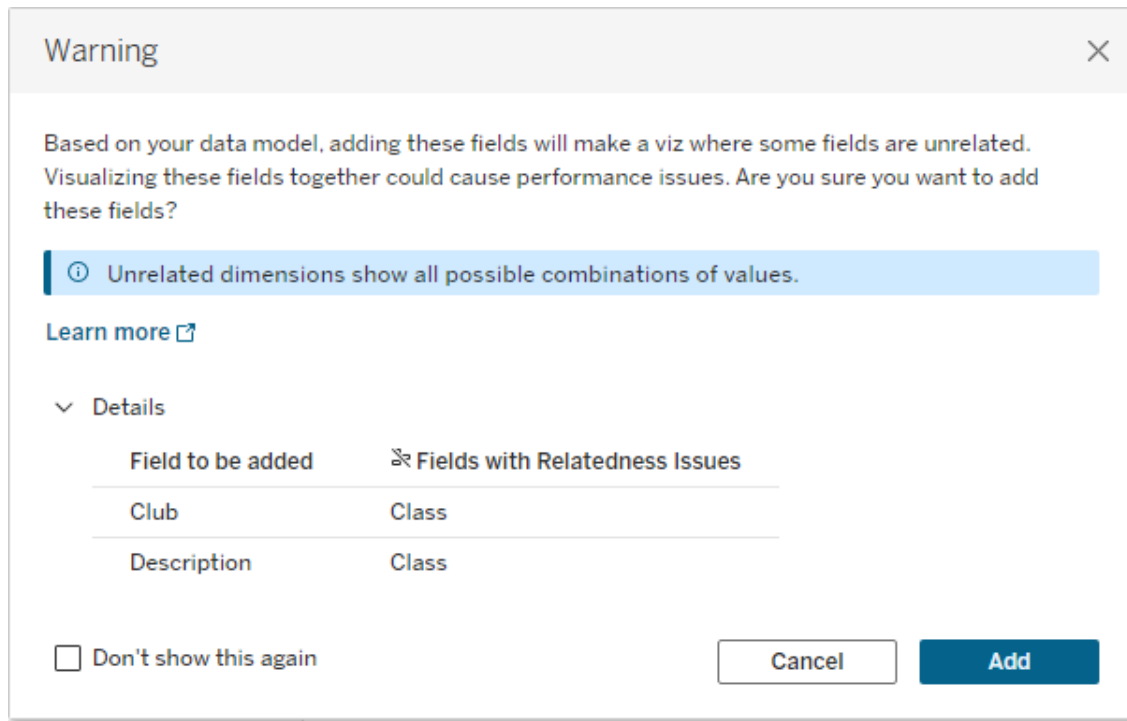 Warning
Based on your data model, adding these fields will make a viz where some fields are unrelated.
Visualizing these fields together could cause performance issues. Are you sure you want to add
these fields?
Unrelated dimensions show all possible combinations of values.
Learn more
Details
Field to be added Fields with Relatedness Issues
Club Class
Description Class
Don't show this again Cancel Add